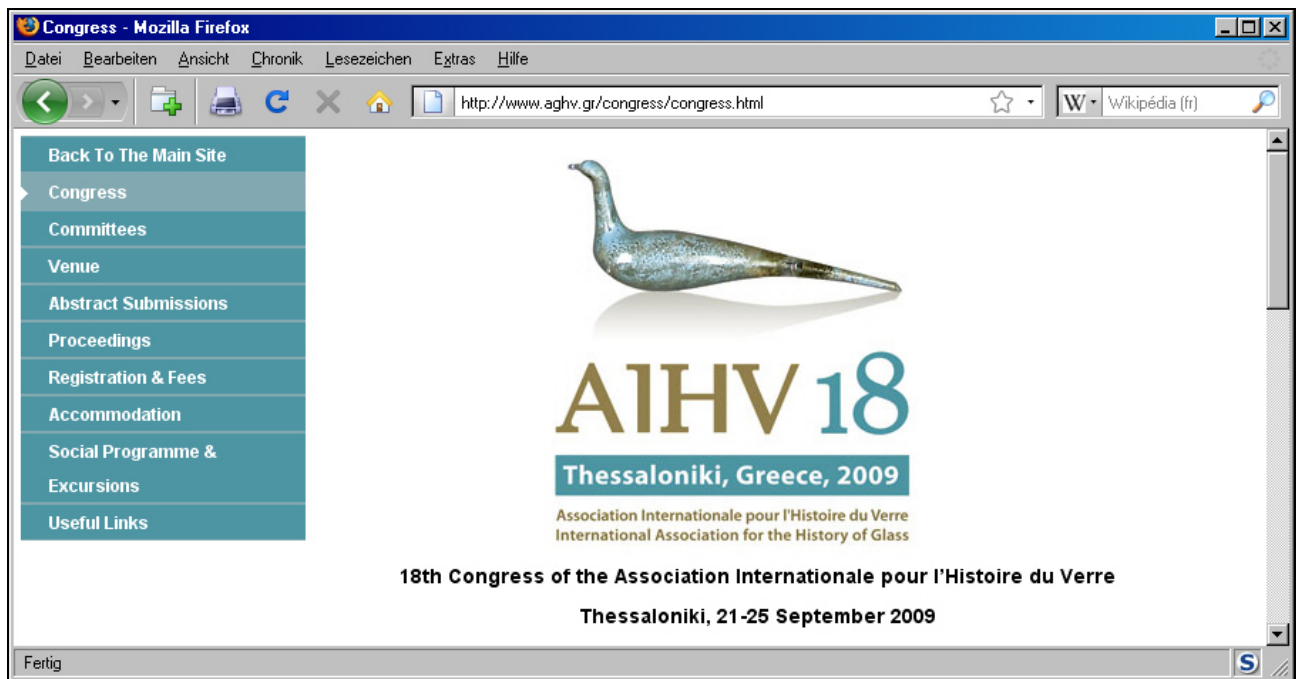 Congress - Mozilla Firefox
Datei Bearbeiten Ansicht Chronik Lesezeichen Extras Hilfe
http://www.aghv.gr/congress/congress.html W Wikipédia (fr)
Back To The Main Site
Congress
Committees
Venue
Abstract Submissions
Proceedings
Registration & Fees
Accommodation
Social Programme &
Excursions
Useful Links
AIHV 18
Thessaloniki, Greece, 2009
Association Internationale pour l'Histoire du Verre
International Association for the History of Glass
18th Congress of the Association Internationale pour l’Histoire du Verre
Thessaloniki, 21-25 September 2009
Fertig S